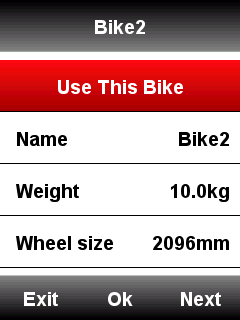 Bike2
Use This Bike
Name Bike2
Weight 10.0kg
Wheel size 2096mm
Exit Ok Next